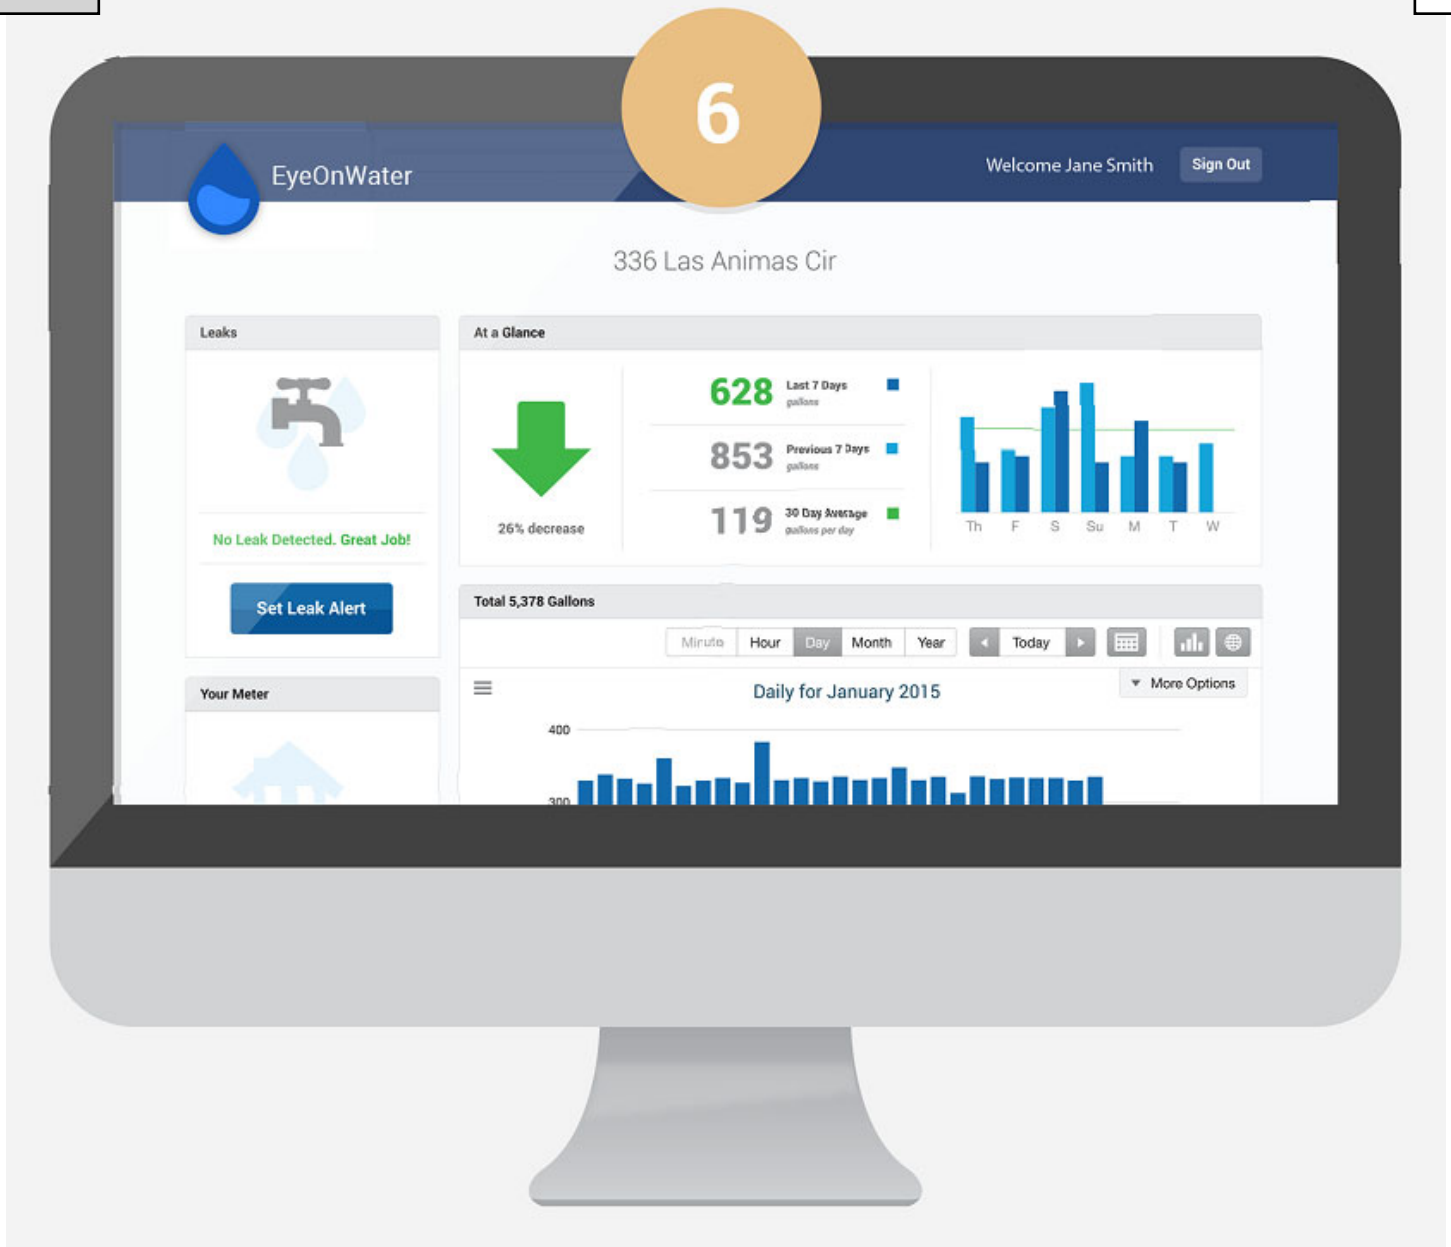 6
EyeOnWater
Welcome Jane Smith
Sign Out
336 Las Animas Cir
Leaks
No Leak Detected. Great Job!
Set Leak Alert
Your Meter
At a Glance
26% decrease
628 Last 7 Days
gallons
853 Previous 7 Days
gallons
119 30 Day Average
gallons per day
Th F S Su M T W
Total 5,378 Gallons
Minute Hour Day Month Year Today
More Options
Daily for January 2015
400
300